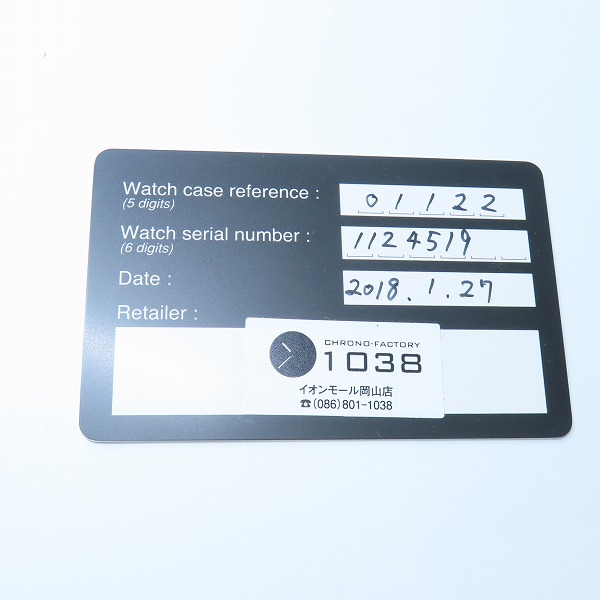 Watch case reference : 01122
(5 digits)
Watch serial number : 1124519
(6 digits)
Date : 2018.1.27
Retailer :
CHRONO-FACTORY
1038
イオンモール岡山店
☎(086)801-1038